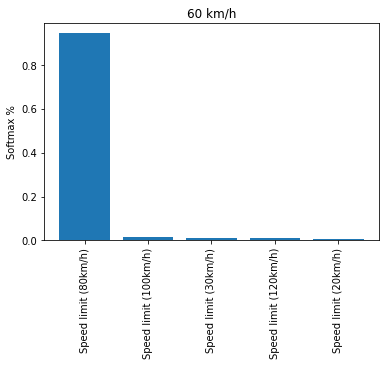 60 km/h
Softmax %
0.8
0.6
0.4
0.2
0.0
Speed limit (80km/h)
Speed limit (100km/h)
Speed limit (30km/h)
Speed limit (120km/h)
Speed limit (20km/h)